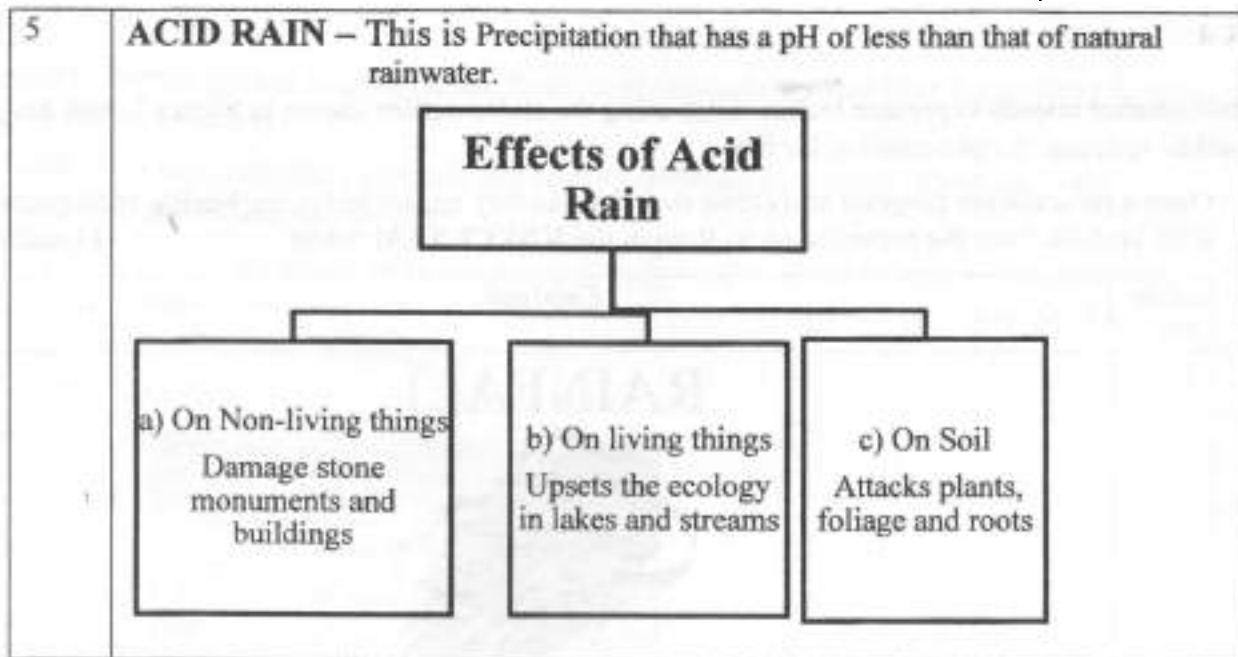 5
ACID RAIN – This is Precipitation that has a pH of less than that of natural
rainwater.
Effects of Acid
Rain
a) On Non-living things
Damage stone
monuments and
buildings
b) On living things
Upsets the ecology
in lakes and streams
c) On Soil
Attacks plants,
foliage and roots